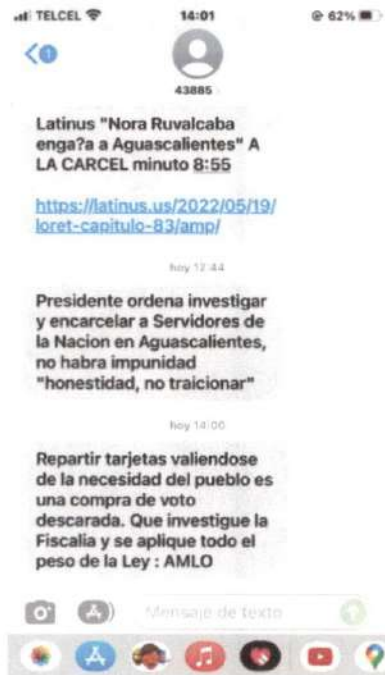 TELCEL 14:01 62%
1
43885
Latinus "Nora Ruvalcaba
enga?a a Aguascalientes" A
LA CARCEL minuto 8:55
https://latinus.us/2022/05/19/
loret-capitulo-83/amp/
hoy 12:44
Presidente ordena investigar
y encarcelar a Servidores de
la Nacion en Aguascalientes,
no habra impunidad
"honestidad, no traicionar"
hoy 14:00
Repartir tarjetas valiendose
de la necesidad del pueblo es
una compra de voto
descarada. Que investigue la
Fiscalia y se aplique todo el
peso de la Ley : AMLO
Mensaje de texto